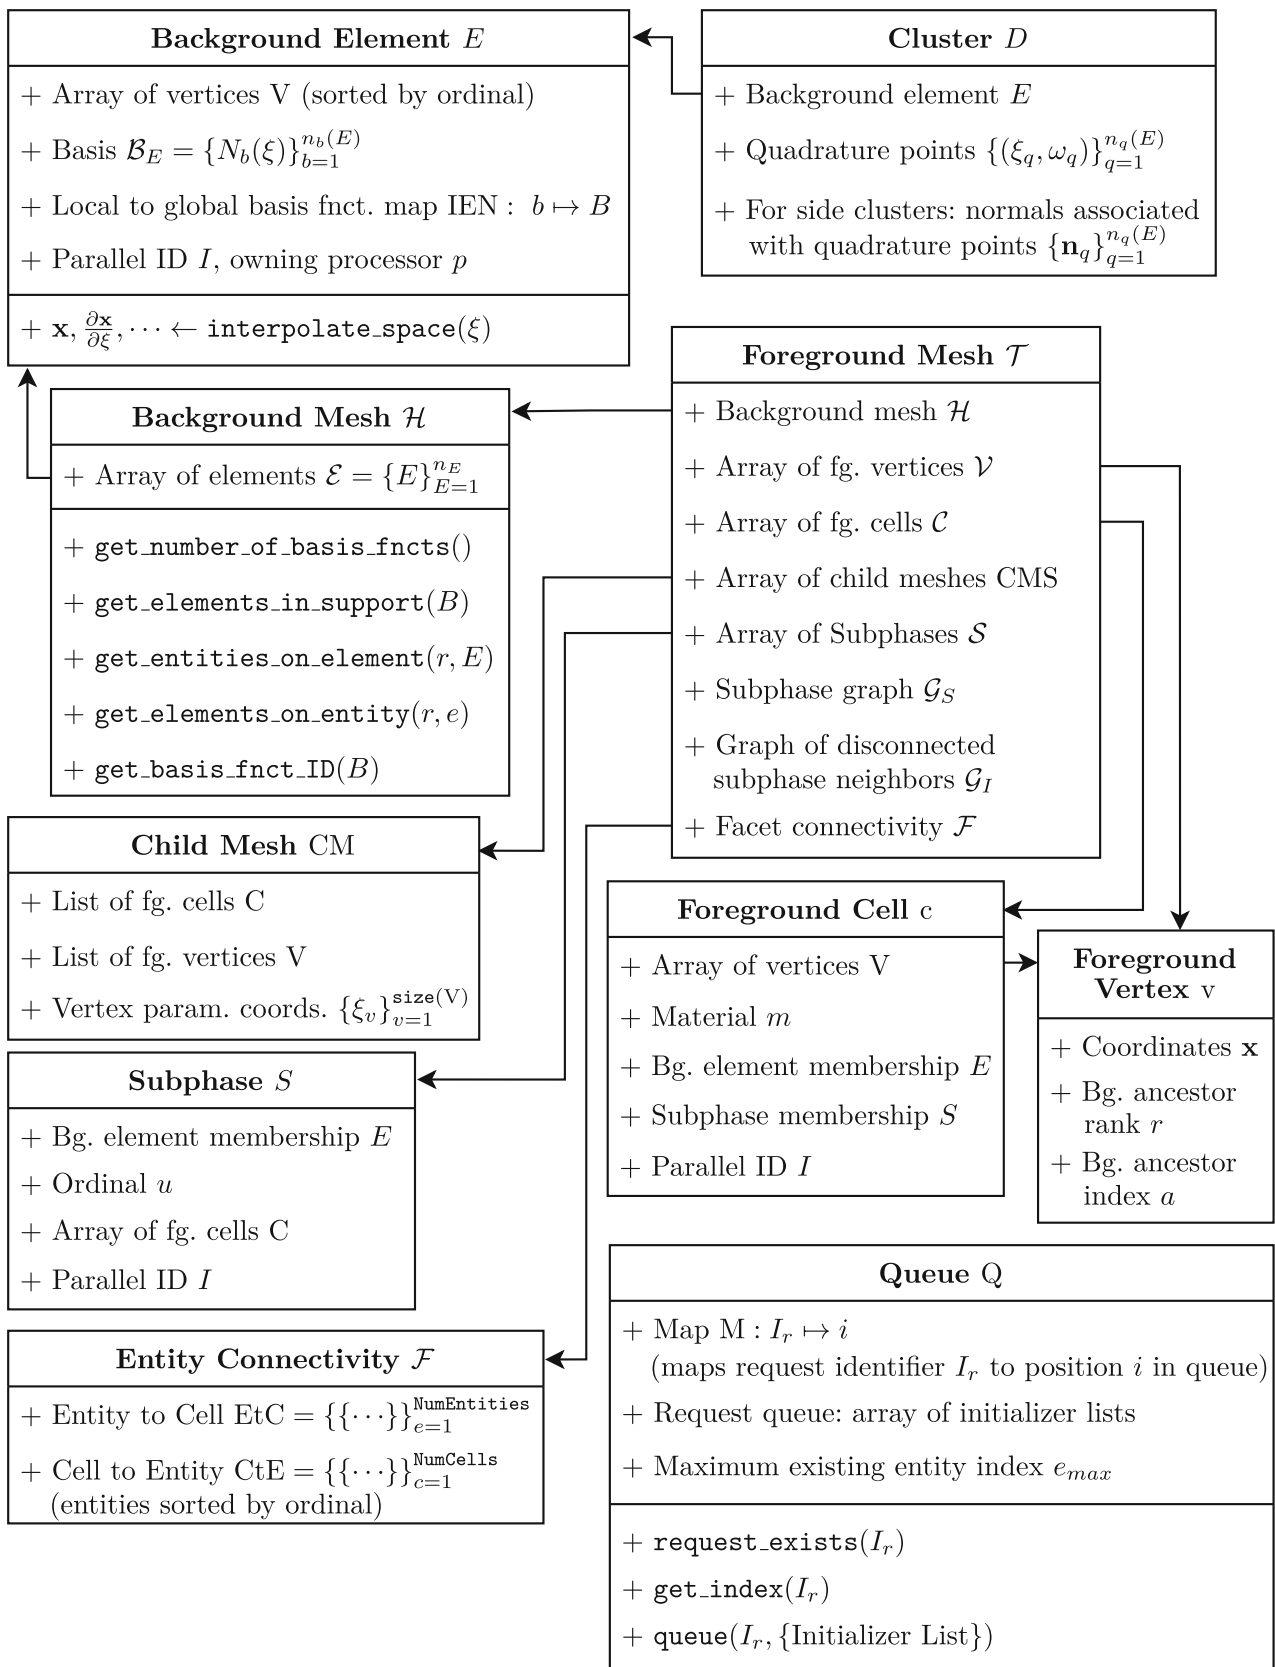 Background Element E
+ Array of vertices V (sorted by ordinal)
+ Basis ℬ_E = {N_b(ξ)}_{b=1}^{n_b(E)}
+ Local to global basis fnct. map IEN : b ↦ B
+ Parallel ID I, owning processor p
+ x, ∂x/∂ξ, ⋯ ← interpolate_space(ξ)
Cluster D
+ Background element E
+ Quadrature points {(ξ_q, ω_q)}_{q=1}^{n_q(E)}
+ For side clusters: normals associated
with quadrature points {n_q}_{q=1}^{n_q(E)}
Background Mesh ℋ
+ Array of elements ℰ = {E}_{E=1}^{n_E}
+ get_number_of_basis_fncts()
+ get_elements_in_support(B)
+ get_entities_on_element(r, E)
+ get_elements_on_entity(r, e)
+ get_basis_fnct_ID(B)
Foreground Mesh 𝒯
+ Background mesh ℋ
+ Array of fg. vertices 𝒱
+ Array of fg. cells 𝒞
+ Array of child meshes CMS
+ Array of Subphases 𝒮
+ Subphase graph 𝒢_S
+ Graph of disconnected
subphase neighbors 𝒢_I
+ Facet connectivity ℱ
Child Mesh CM
+ List of fg. cells C
+ List of fg. vertices V
+ Vertex param. coords. {ξ_v}_{v=1}^{size(V)}
Foreground Cell c
+ Array of vertices V
+ Material m
+ Bg. element membership E
+ Subphase membership S
+ Parallel ID I
Foreground
Vertex v
+ Coordinates x
+ Bg. ancestor
rank r
+ Bg. ancestor
index a
Subphase S
+ Bg. element membership E
+ Ordinal u
+ Array of fg. cells C
+ Parallel ID I
Entity Connectivity ℱ
+ Entity to Cell EtC = {{⋯}}_{e=1}^{NumEntities}
+ Cell to Entity CtE = {{⋯}}_{c=1}^{NumCells}
(entities sorted by ordinal)
Queue Q
+ Map M : I_r ↦ i
(maps request identifier I_r to position i in queue)
+ Request queue: array of initializer lists
+ Maximum existing entity index e_{max}
+ request_exists(I_r)
+ get_index(I_r)
+ queue(I_r, {Initializer List})